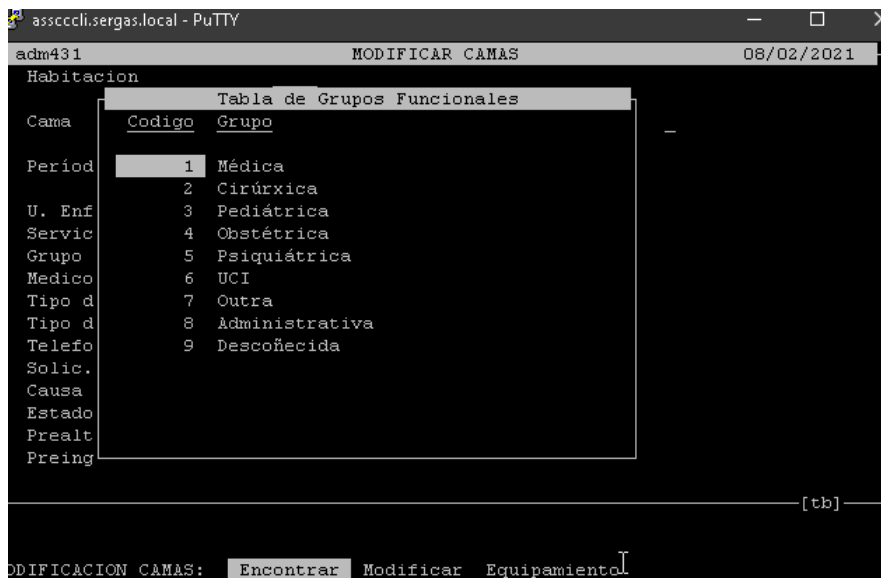 assccccli.sergas.local - PuTTY
adm431 MODIFICAR CAMAS 08/02/2021
Habitacion
Tabla de Grupos Funcionales
Cama Codigo Grupo
Períod 1 Médica
2 Cirúrxica
U. Enf 3 Pediátrica
Servic 4 Obstétrica
Grupo 5 Psiquiátrica
Medico 6 UCI
Tipo d 7 Outra
Tipo d 8 Administrativa
Telefo 9 Descoñecida
Solic.
Causa
Estado
Prealt
Preing
[tb]
ODIFICACION CAMAS: Encontrar Modificar Equipamiento